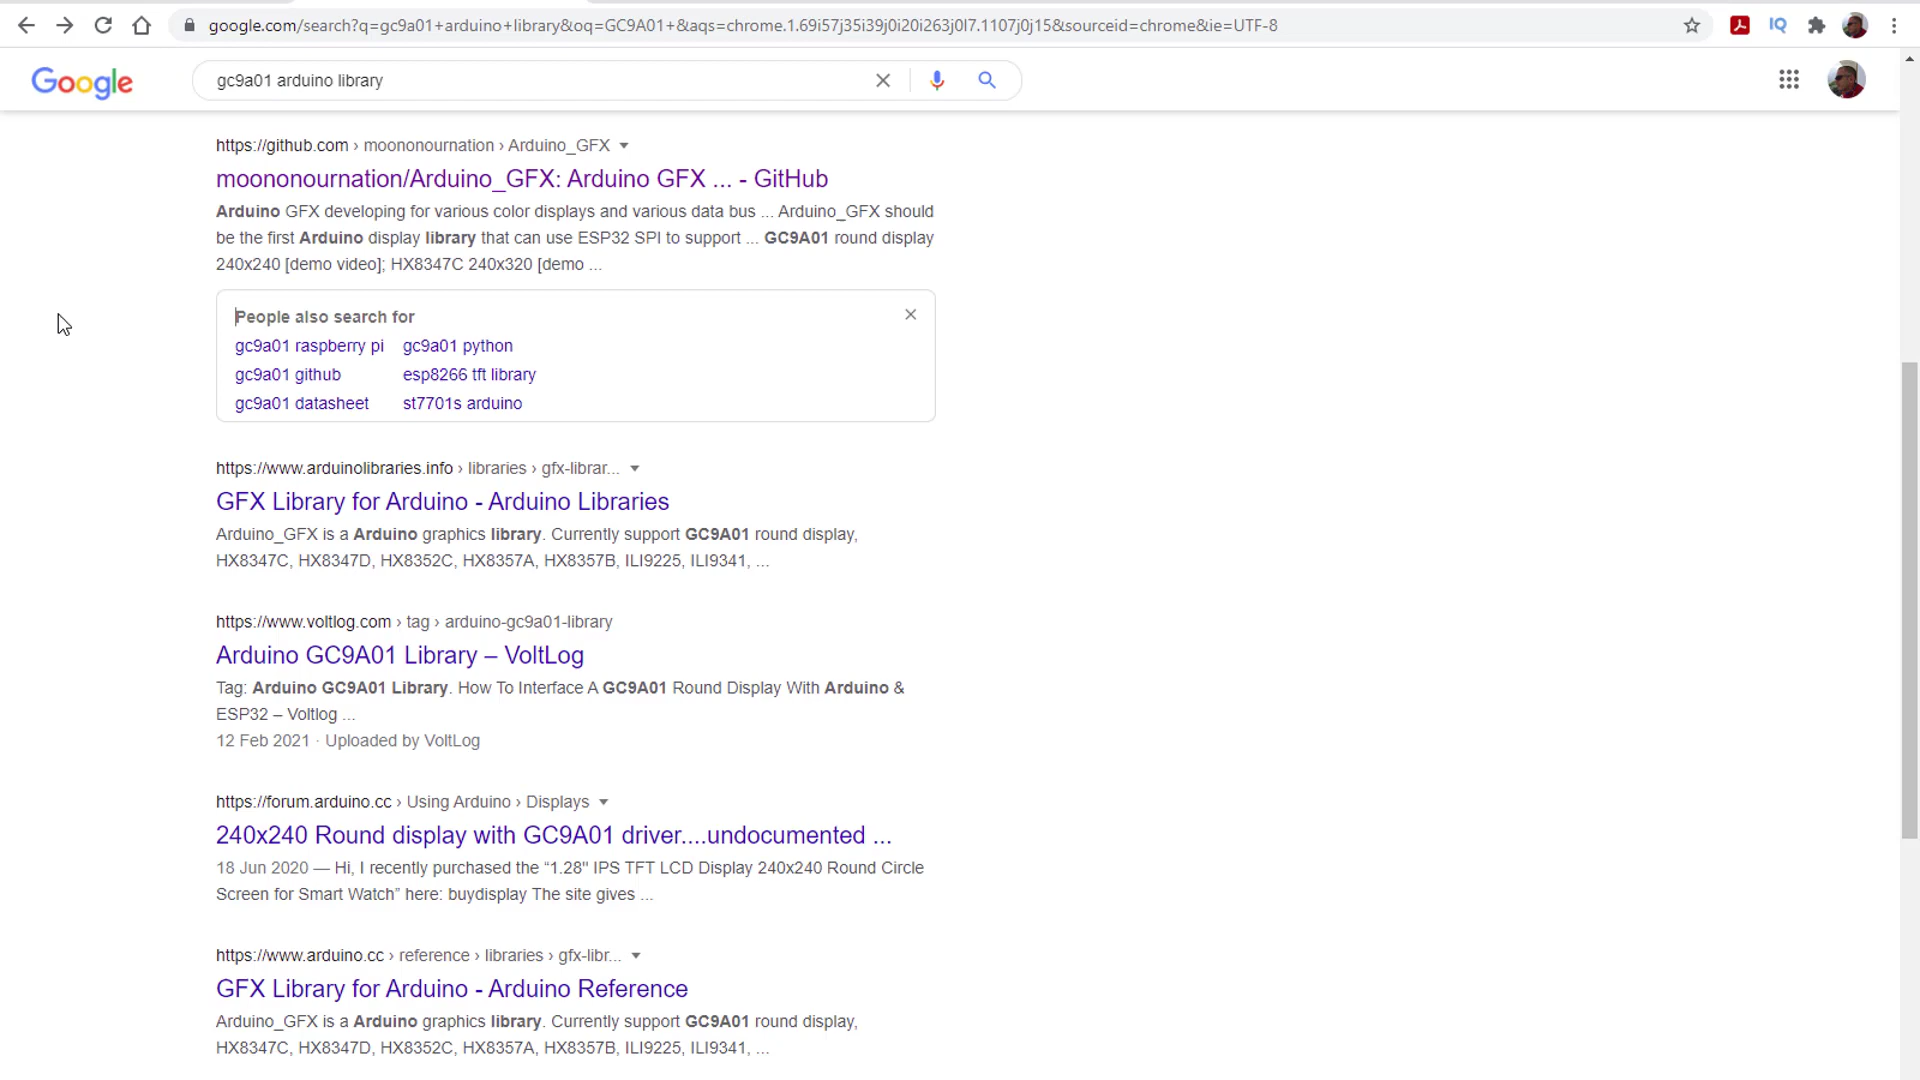 google.com/search?q=gc9a01+arduino+library&oq=GC9A01+&aqs=chrome.1.69i57j35i39j0i20i263j0l7.1107j0j15&sourceid=chrome&ie=UTF-8
IQ
Google
gc9a01 arduino library
https://github.com › moononournation › Arduino_GFX
moononournation/Arduino_GFX: Arduino GFX ... - GitHub
Arduino GFX developing for various color displays and various data bus ... Arduino_GFX should
be the first Arduino display library that can use ESP32 SPI to support ... GC9A01 round display
240x240 [demo video]; HX8347C 240x320 [demo ...
People also search for
gc9a01 raspberry pi gc9a01 python
gc9a01 github esp8266 tft library
gc9a01 datasheet st7701s arduino
https://www.arduinolibraries.info › libraries › gfx-librar...
GFX Library for Arduino - Arduino Libraries
Arduino_GFX is a Arduino graphics library. Currently support GC9A01 round display,
HX8347C, HX8347D, HX8352C, HX8357A, HX8357B, ILI9225, ILI9341, ...
https://www.voltlog.com › tag › arduino-gc9a01-library
Arduino GC9A01 Library – VoltLog
Tag: Arduino GC9A01 Library. How To Interface A GC9A01 Round Display With Arduino &
ESP32 – Voltlog ...
12 Feb 2021 · Uploaded by VoltLog
https://forum.arduino.cc › Using Arduino › Displays
240x240 Round display with GC9A01 driver....undocumented ...
18 Jun 2020 — Hi, I recently purchased the “1.28" IPS TFT LCD Display 240x240 Round Circle
Screen for Smart Watch” here: buydisplay The site gives ...
https://www.arduino.cc › reference › libraries › gfx-libr...
GFX Library for Arduino - Arduino Reference
Arduino_GFX is a Arduino graphics library. Currently support GC9A01 round display,
HX8347C, HX8347D, HX8352C, HX8357A, HX8357B, ILI9225, ILI9341, ...